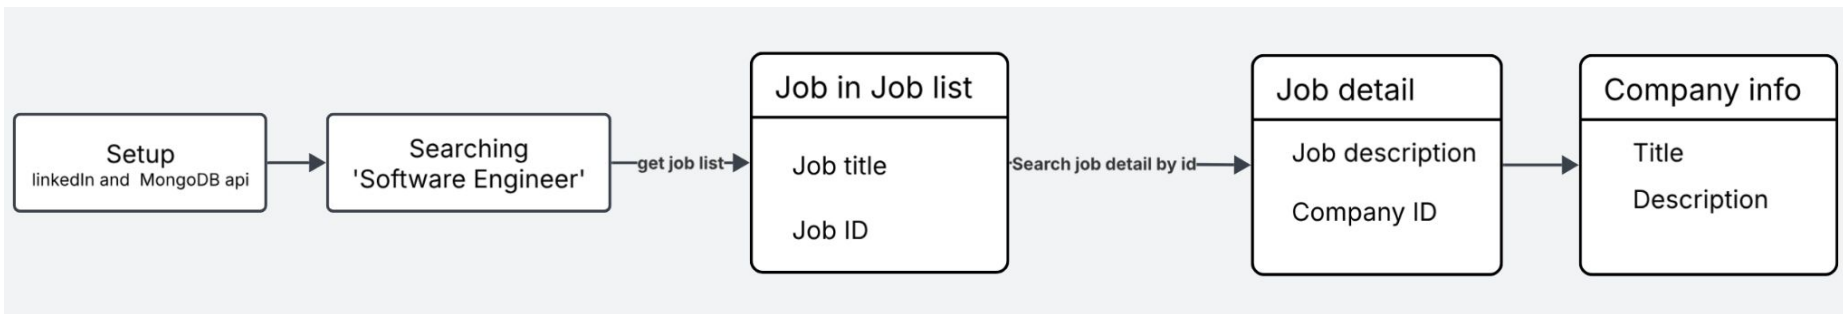 Setup
linkedIn and MongoDB api
Searching
'Software Engineer'
get job list
Job in Job list
Job title
Job ID
Search job detail by id
Job detail
Job description
Company ID
Company info
Title
Description